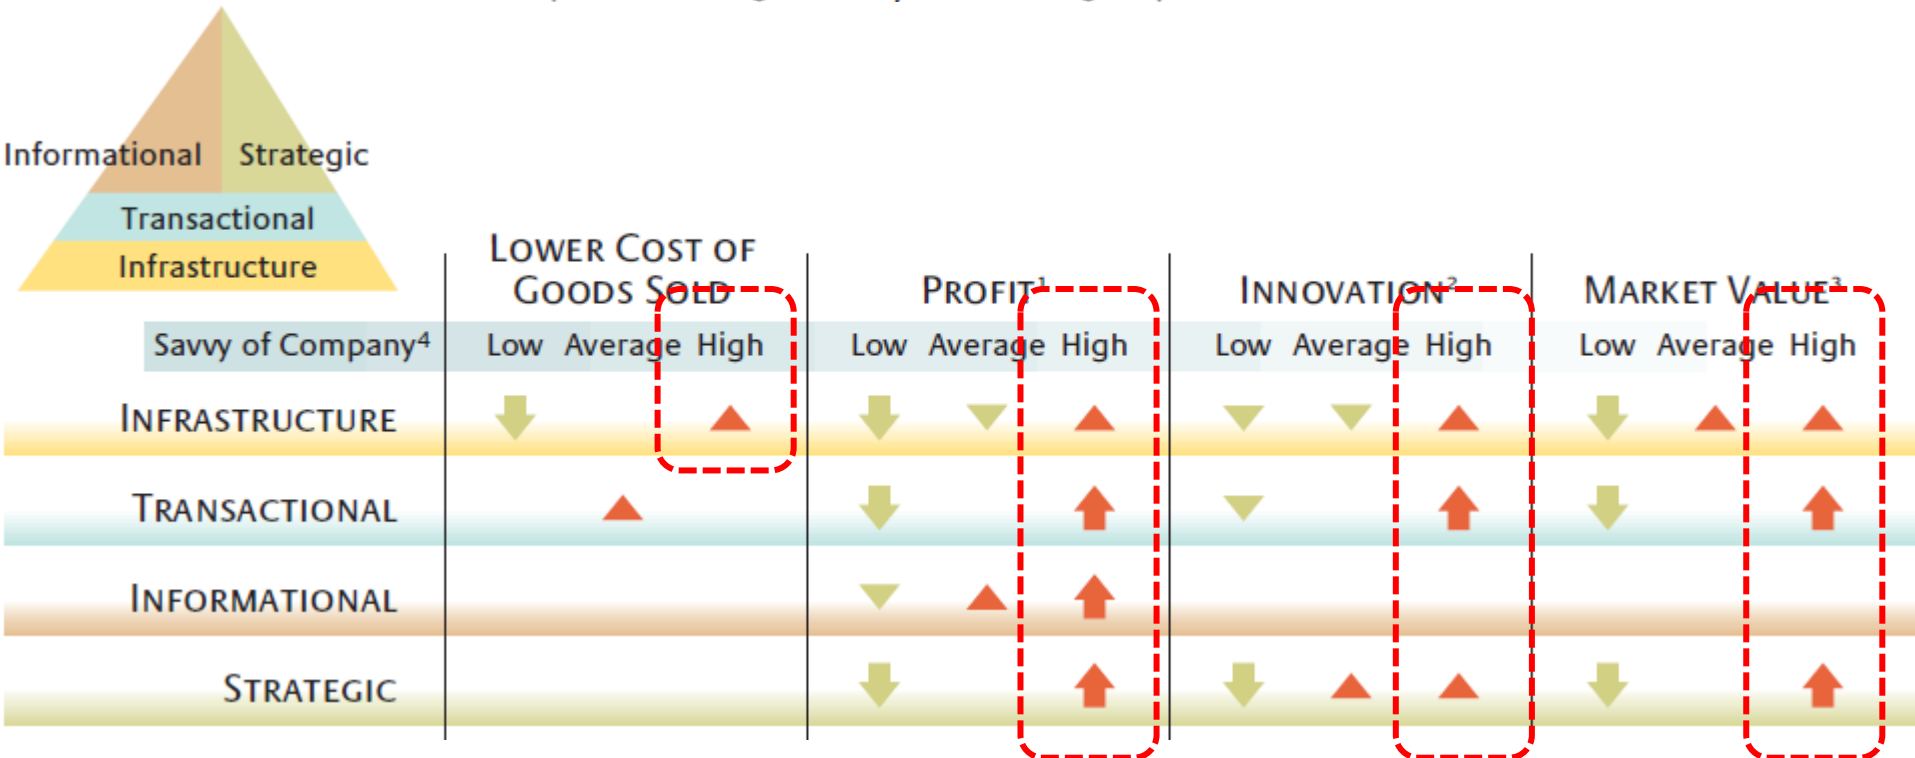 Informational Strategic
Transactional
Infrastructure
LOWER COST OF
GOODS SOLD
PROFIT¹
INNOVATION²
MARKET VALUE³
Savvy of Company⁴ Low Average High Low Average High Low Average High Low Average High
INFRASTRUCTURE
TRANSACTIONAL
INFORMATIONAL
STRATEGIC